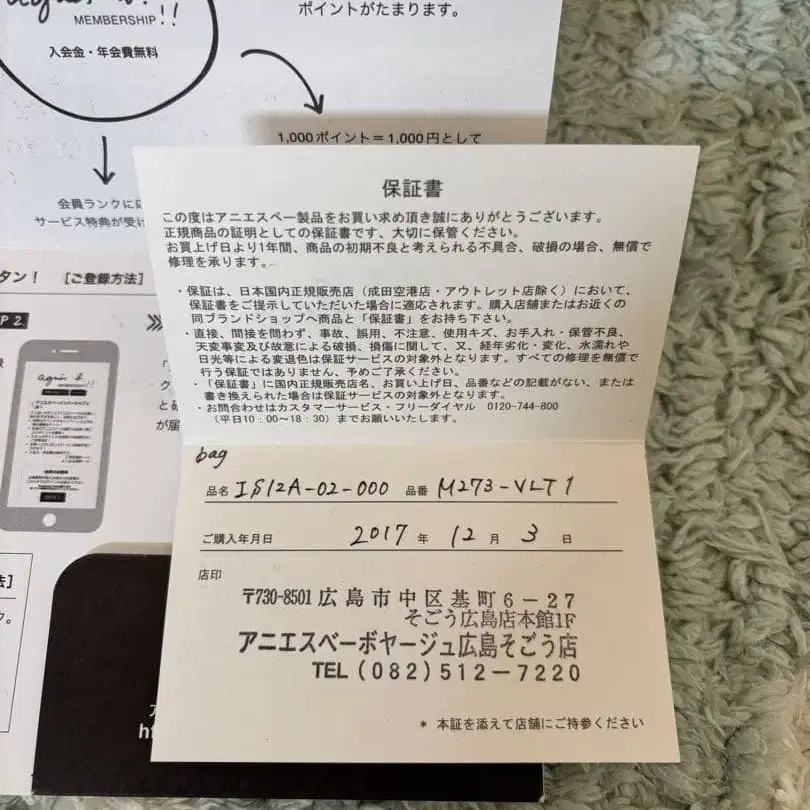 MEMBERSHIP !!
入会金・年会費無料
ポイントがたまります。
1,000ポイント＝1,000円として
会員ランクに応
サービス特典が受け
タン！ [ご登録方法]
P 2.
agnès b.
保証書
この度はアニエスベー製品をお買い求め頂き誠にありがとうございます。
正規商品の証明としての保証書です、大切に保管ください。
お買上げ日より1年間、商品の初期不良と考えられる不具合、破損の場合、無償で
修理を承ります。
・保証は、日本国内正規販売店（成田空港店・アウトレット店除く）において、
保証書をご提示していただいた場合に適応されます。購入店舗またはお近くの
同ブランドショップへ商品と「保証書」をお持ち下さい。
・直接、間接を問わず、事故、誤用、不注意、使用キズ、お手入れ・保管不良、
天変事変及び故意による破損、損傷に関して、又、経年劣化・変化、水濡れや
日光等による変退色は保証サービスの対象外となります。すべての修理を無償で
行う保証ではありません、予めご了承ください。
・「保証書」に国内正規販売店名、お買い上げ日、品番などの記載がない、または
書き換えられた場合は保証サービスの対象外となります。
・お問合わせはカスタマーサービス・フリーダイヤル 0120-744-800
（平日10：00～18：30）までお願いします。
bag
品名 IS12A-02-000 品番 M273-VLT1
ご購入年月日 2017 年 12 月 3 日
店印
〒730-8501 広島市中区基町6-27
そごう広島店本館1F
アニエスベーボヤージュ広島そごう店
TEL(082)512-7220
* 本証を添えて店舗にご持参ください